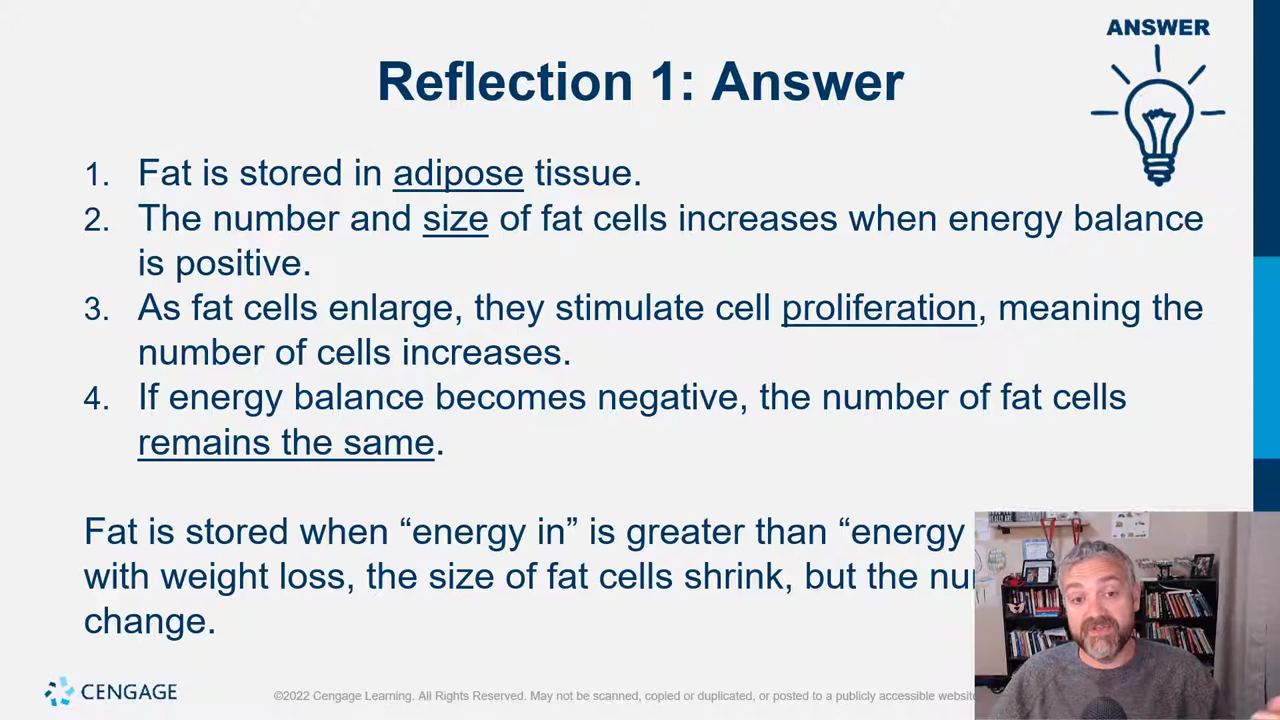 ANSWER
Reflection 1: Answer
1. Fat is stored in adipose tissue.
2. The number and size of fat cells increases when energy balance
is positive.
3. As fat cells enlarge, they stimulate cell proliferation, meaning the
number of cells increases.
4. If energy balance becomes negative, the number of fat cells
remains the same.
Fat is stored when “energy in” is greater than “energy
with weight loss, the size of fat cells shrink, but the
change.
CENGAGE
©2022 Cengage Learning. All Rights Reserved. May not be scanned, copied or duplicated, or posted to a publicly accessible